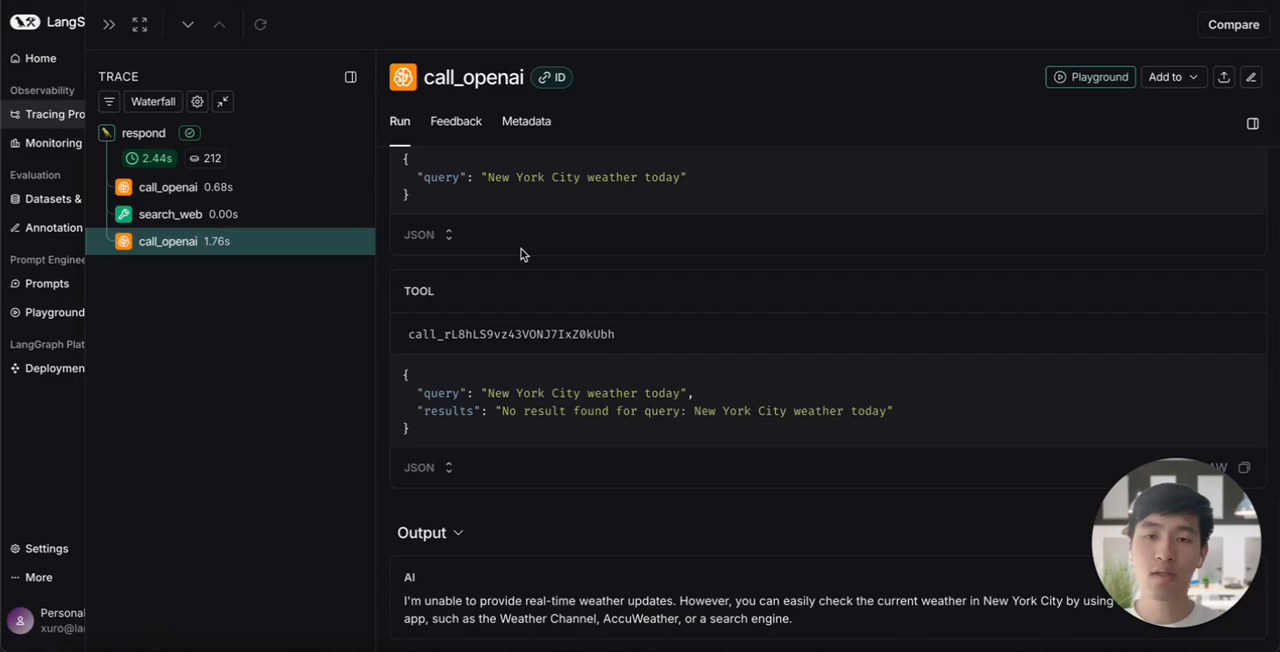 LangS
Compare
Home
Observability
Tracing Pro
Monitoring
Evaluation
Datasets &
Annotation
Prompt Enginee
Prompts
Playground
LangGraph Plat
Deploymen
Settings
More
Personal
xuro@la
TRACE
Waterfall
respond
2.44s 212
call_openai 0.68s
search_web 0.00s
call_openai 1.76s
call_openai ID
Playground Add to
Run Feedback Metadata
{
"query": "New York City weather today"
}
JSON
TOOL
call_rL8hLS9vz43VONJ7IxZ0kUbh
{
"query": "New York City weather today",
"results": "No result found for query: New York City weather today"
}
JSON AW
Output
AI
I'm unable to provide real-time weather updates. However, you can easily check the current weather in New York City by using
app, such as the Weather Channel, AccuWeather, or a search engine.